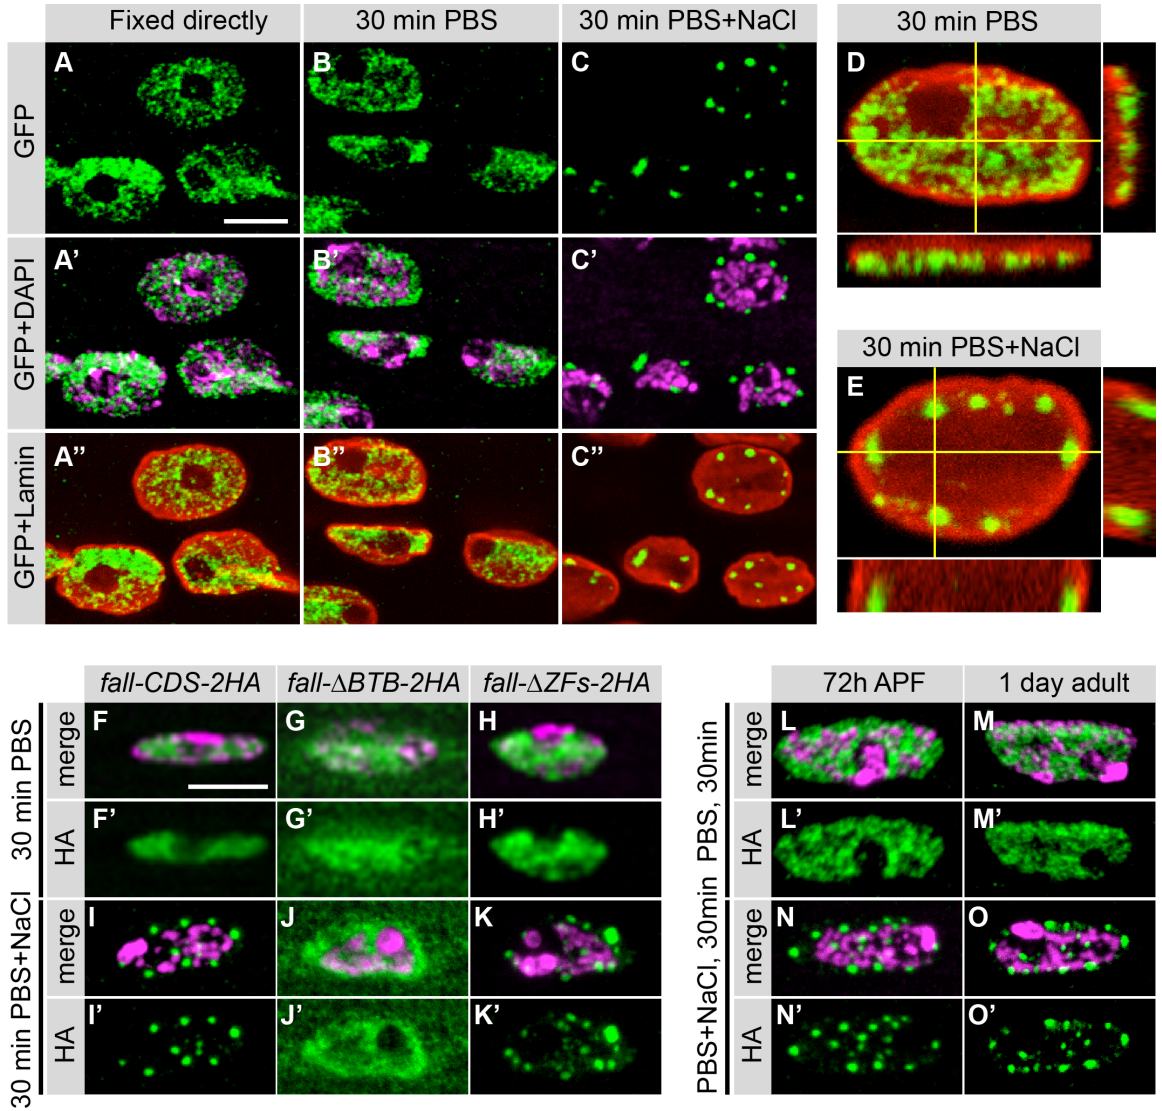 Fixed directly
30 min PBS
30 min PBS+NaCl
GFP
A
B
C
GFP+DAPI
A'
B'
C'
GFP+Lamin
A''
B''
C''
30 min PBS
D
30 min PBS+NaCl
E
fall-CDS-2HA
fall-ΔBTB-2HA
fall-ΔZFs-2HA
30 min PBS
merge
F
G
H
HA
F'
G'
H'
30 min PBS+NaCl
merge
I
J
K
HA
I'
J'
K'
72h APF
1 day adult
PBS, 30min
merge
L
M
HA
L'
M'
PBS+NaCl, 30min
merge
N
O
HA
N'
O'